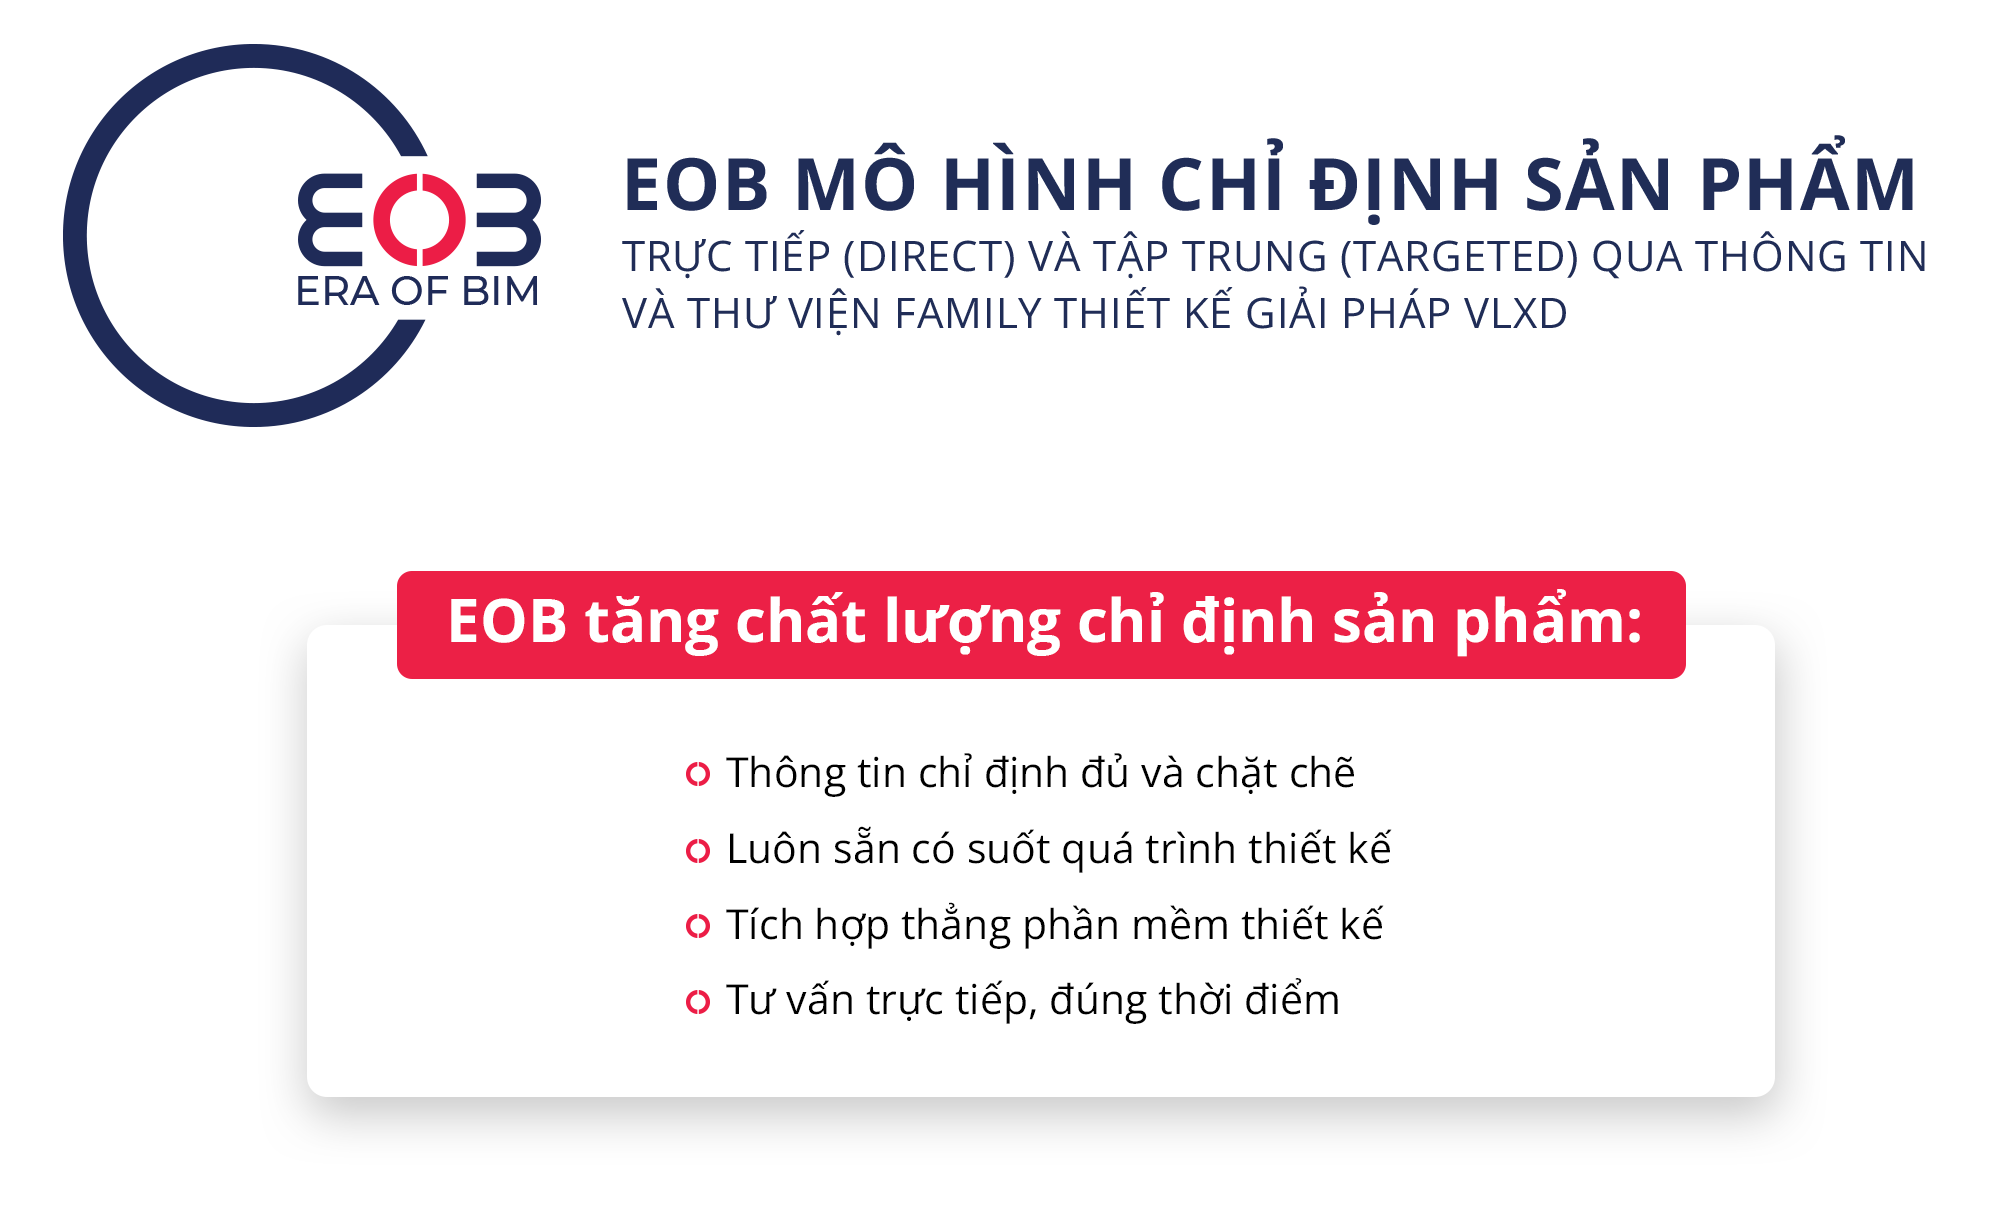 EOB
ERA OF BIM
EOB MÔ HÌNH CHỈ ĐỊNH SẢN PHẨM
TRỰC TIẾP (DIRECT) VÀ TẬP TRUNG (TARGETED) QUA THÔNG TIN
VÀ THƯ VIỆN FAMILY THIẾT KẾ GIẢI PHÁP VLXD
EOB tăng chất lượng chỉ định sản phẩm:
Thông tin chỉ định đủ và chặt chẽ
Luôn sẵn có suốt quá trình thiết kế
Tích hợp thẳng phần mềm thiết kế
Tư vấn trực tiếp, đúng thời điểm